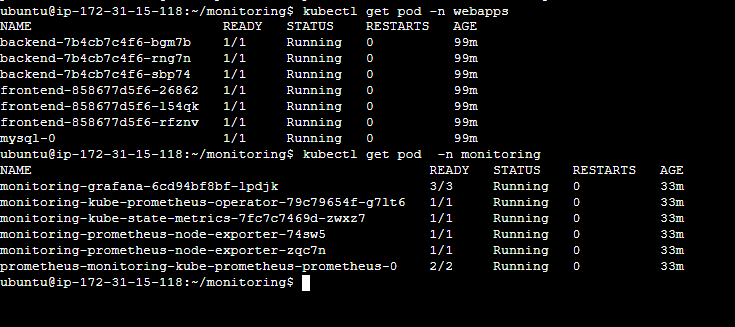 ubuntu@ip-172-31-15-118:~/monitoring$ kubectl get pod -n webapps
NAME READY STATUS RESTARTS AGE
backend-7b4cb7c4f6-bgm7b 1/1 Running 0 99m
backend-7b4cb7c4f6-rng7n 1/1 Running 0 99m
backend-7b4cb7c4f6-sbp74 1/1 Running 0 99m
frontend-858677d5f6-26862 1/1 Running 0 99m
frontend-858677d5f6-l54qk 1/1 Running 0 99m
frontend-858677d5f6-rfznv 1/1 Running 0 99m
mysql-0 1/1 Running 0 99m
ubuntu@ip-172-31-15-118:~/monitoring$ kubectl get pod  -n monitoring
NAME READY STATUS RESTARTS AGE
monitoring-grafana-6cd94bf8bf-lpdjk 3/3 Running 0 33m
monitoring-kube-prometheus-operator-79c79654f-g7lt6 1/1 Running 0 33m
monitoring-kube-state-metrics-7fc7c7469d-zwxz7 1/1 Running 0 33m
monitoring-prometheus-node-exporter-74sw5 1/1 Running 0 33m
monitoring-prometheus-node-exporter-zqc7n 1/1 Running 0 33m
prometheus-monitoring-kube-prometheus-prometheus-0 2/2 Running 0 33m
ubuntu@ip-172-31-15-118:~/monitoring$